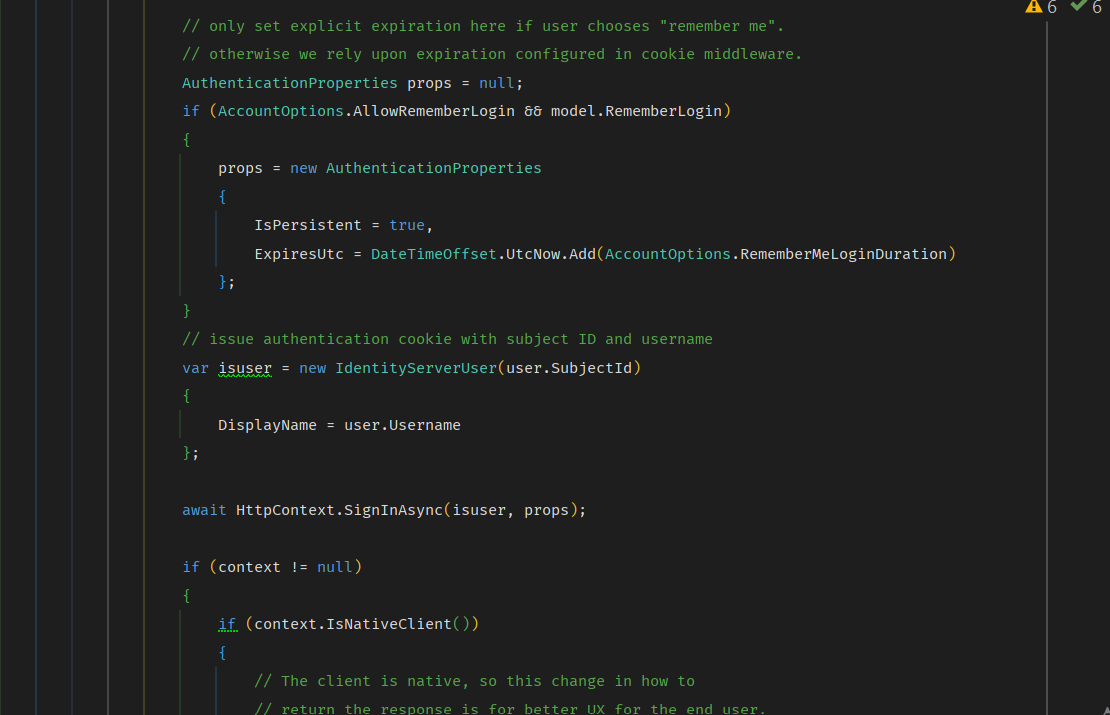 6 6
// only set explicit expiration here if user chooses "remember me".
// otherwise we rely upon expiration configured in cookie middleware.
AuthenticationProperties props = null;
if (AccountOptions.AllowRememberLogin && model.RememberLogin)
{
props = new AuthenticationProperties
{
IsPersistent = true,
ExpiresUtc = DateTimeOffset.UtcNow.Add(AccountOptions.RememberMeLoginDuration)
};
}
// issue authentication cookie with subject ID and username
var isuser = new IdentityServerUser(user.SubjectId)
{
DisplayName = user.Username
};
await HttpContext.SignInAsync(isuser, props);
if (context != null)
{
if (context.IsNativeClient())
{
// The client is native, so this change in how to
// return the response is for better UX for the end user.